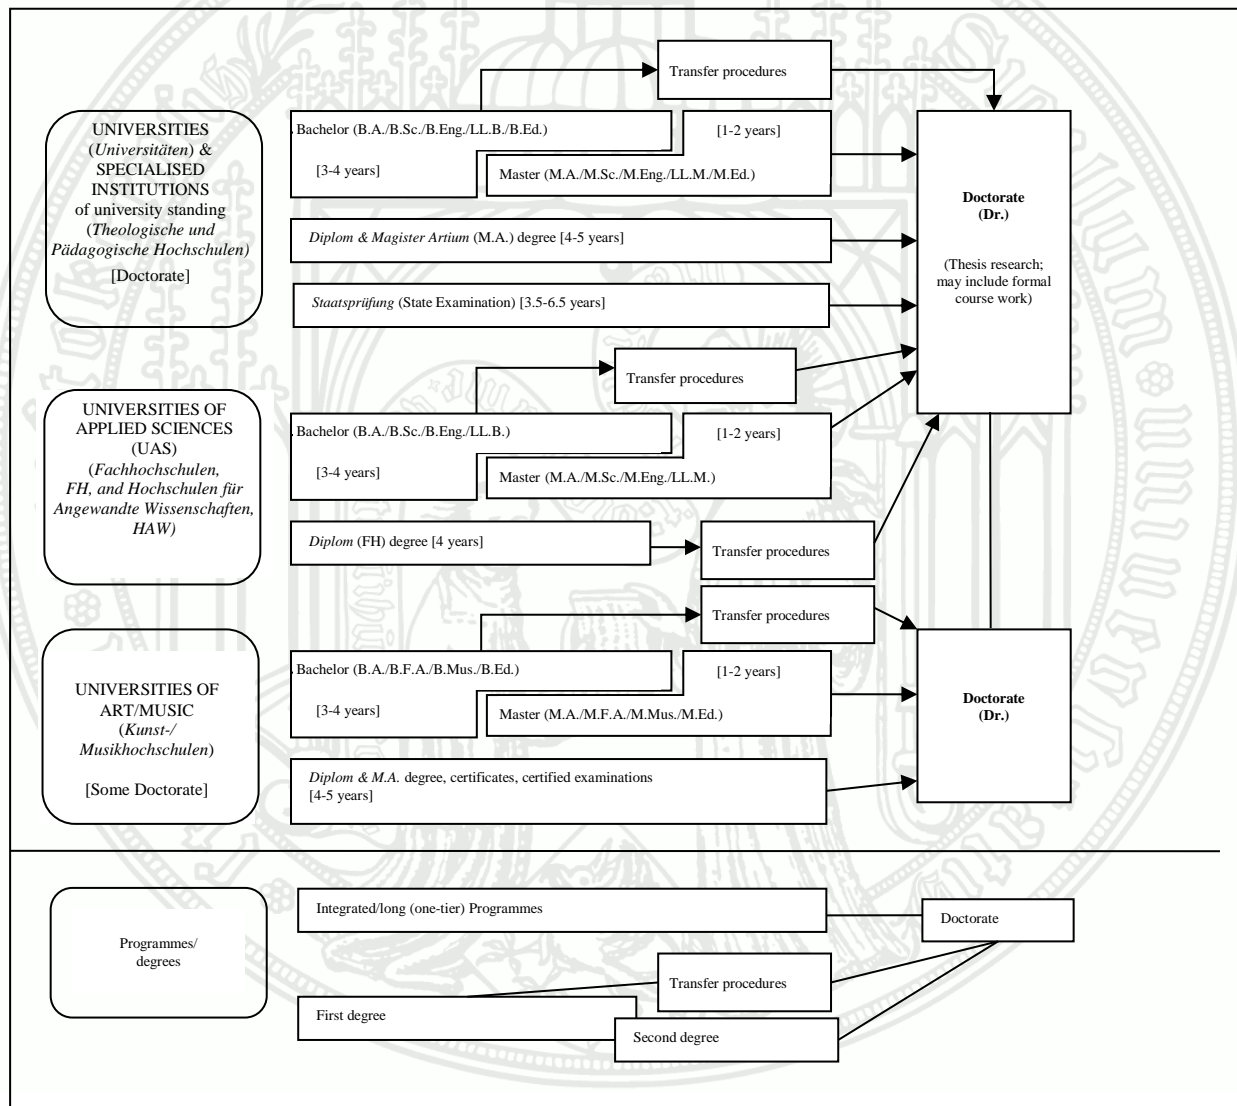 Transfer procedures
UNIVERSITIES
(Universitäten) &
SPECIALISED
INSTITUTIONS
of university standing
(Theologische und
Pädagogische Hochschulen)
[Doctorate]
Bachelor (B.A./B.Sc./B.Eng./LL.B./B.Ed.)
[3-4 years]
[1-2 years]
Master (M.A./M.Sc./M.Eng./LL.M./M.Ed.)
Diplom & Magister Artium (M.A.) degree [4-5 years]
Staatsprüfung (State Examination) [3.5-6.5 years]
Doctorate
(Dr.)
(Thesis research;
may include formal
course work)
Transfer procedures
UNIVERSITIES OF
APPLIED SCIENCES
(UAS)
(Fachhochschulen,
FH, and Hochschulen für
Angewandte Wissenschaften,
HAW)
Bachelor (B.A./B.Sc./B.Eng./LL.B.)
[3-4 years]
[1-2 years]
Master (M.A./M.Sc./M.Eng./LL.M.)
Diplom (FH) degree [4 years]
Transfer procedures
Transfer procedures
UNIVERSITIES OF
ART/MUSIC
(Kunst-/
Musikhochschulen)
[Some Doctorate]
Bachelor (B.A./B.F.A./B.Mus./B.Ed.)
[3-4 years]
[1-2 years]
Master (M.A./M.F.A./M.Mus./M.Ed.)
Diplom & M.A. degree, certificates, certified examinations
[4-5 years]
Doctorate
(Dr.)
Programmes/
degrees
Integrated/long (one-tier) Programmes
Doctorate
Transfer procedures
First degree
Second degree